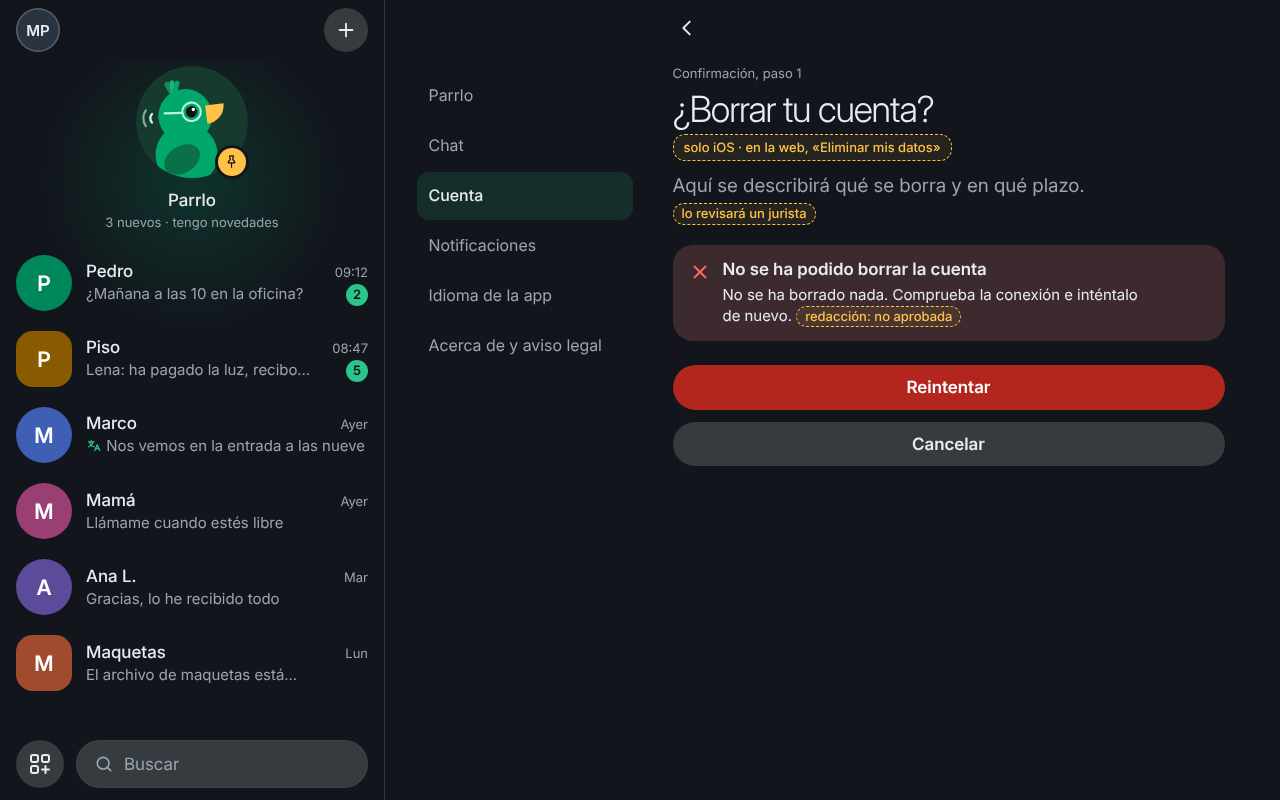 MP
Parrlo
3 nuevos · tengo novedades
P
Pedro
09:12
¿Mañana a las 10 en la oficina?
2
P
Piso
08:47
Lena: ha pagado la luz, recibo...
5
M
Marco
Ayer
Nos vemos en la entrada a las nueve
M
Mamá
Ayer
Llámame cuando estés libre
A
Ana L.
Mar
Gracias, lo he recibido todo
M
Maquetas
Lun
El archivo de maquetas está...
Buscar
Parrlo
Chat
Cuenta
Notificaciones
Idioma de la app
Acerca de y aviso legal
Confirmación, paso 1
¿Borrar tu cuenta?
solo iOS · en la web, «Eliminar mis datos»
Aquí se describirá qué se borra y en qué plazo.
lo revisará un jurista
No se ha podido borrar la cuenta
No se ha borrado nada. Comprueba la conexión e inténtalo
de nuevo. redacción: no aprobada
Reintentar
Cancelar